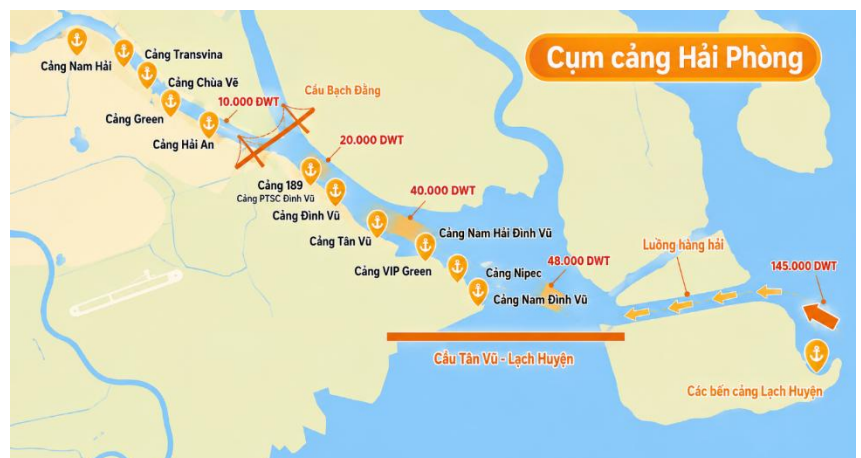 Cụm cảng Hải Phòng
Cảng Nam Hải
Cảng Transvina
Cảng Chùa Vẽ
Cảng Green
10.000 DWT
Cảng Hải An
Cầu Bạch Đằng
20.000 DWT
Cảng 189
Cảng PTSC Đình Vũ
Cảng Đình Vũ
40.000 DWT
Cảng Tân Vũ
Cảng Nam Hải Đình Vũ
Cảng VIP Green
Cảng Nipec
48.000 DWT
Cảng Nam Đình Vũ
Luồng hàng hải
145.000 DWT
Cầu Tân Vũ - Lạch Huyện
Các bến cảng Lạch Huyện